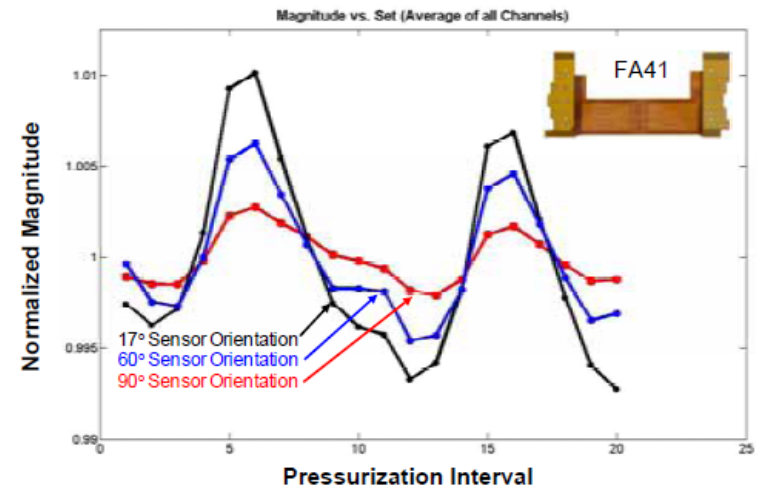 Magnitude vs. Set (Average of all Channels)
FA41
Normalized Magnitude
1.01
1.005
1
0.995
0.99
17° Sensor Orientation
60° Sensor Orientation
90° Sensor Orientation
0
5
10
15
20
25
Pressurization Interval